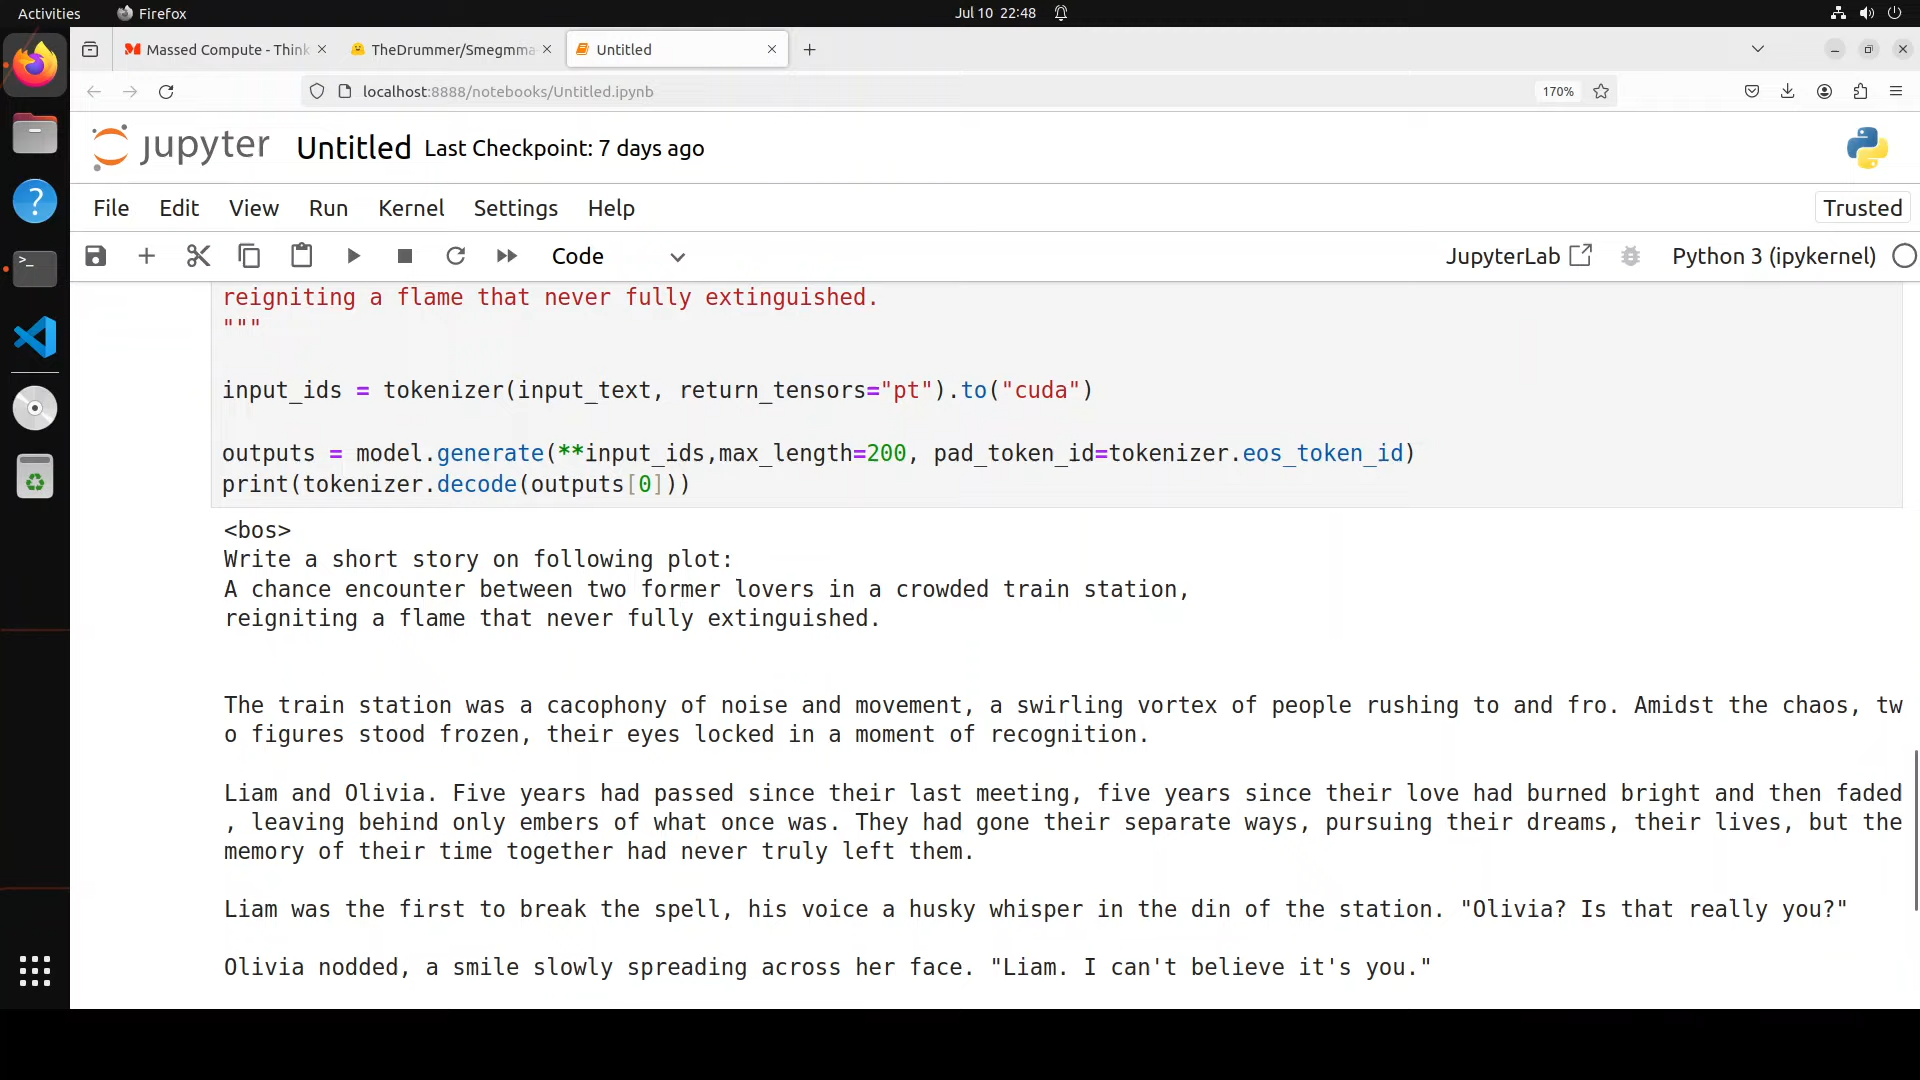 Activities
Firefox
Jul 10 22:48
Massed Compute - Think
TheDrummer/Smegmma
Untitled
localhost:8888/notebooks/Untitled.ipynb
170%
jupyter
Untitled
Last Checkpoint: 7 days ago
File
Edit
View
Run
Kernel
Settings
Help
Trusted
Code
JupyterLab
Python 3 (ipykernel)
reigniting a flame that never fully extinguished.
"""
input_ids = tokenizer(input_text, return_tensors="pt").to("cuda")
outputs = model.generate(**input_ids,max_length=200, pad_token_id=tokenizer.eos_token_id)
print(tokenizer.decode(outputs[0]))
<bos>
Write a short story on following plot:
A chance encounter between two former lovers in a crowded train station,
reigniting a flame that never fully extinguished.
The train station was a cacophony of noise and movement, a swirling vortex of people rushing to and fro. Amidst the chaos, tw
o figures stood frozen, their eyes locked in a moment of recognition.
Liam and Olivia. Five years had passed since their last meeting, five years since their love had burned bright and then faded
, leaving behind only embers of what once was. They had gone their separate ways, pursuing their dreams, their lives, but the
memory of their time together had never truly left them.
Liam was the first to break the spell, his voice a husky whisper in the din of the station. "Olivia? Is that really you?"
Olivia nodded, a smile slowly spreading across her face. "Liam. I can't believe it's you."